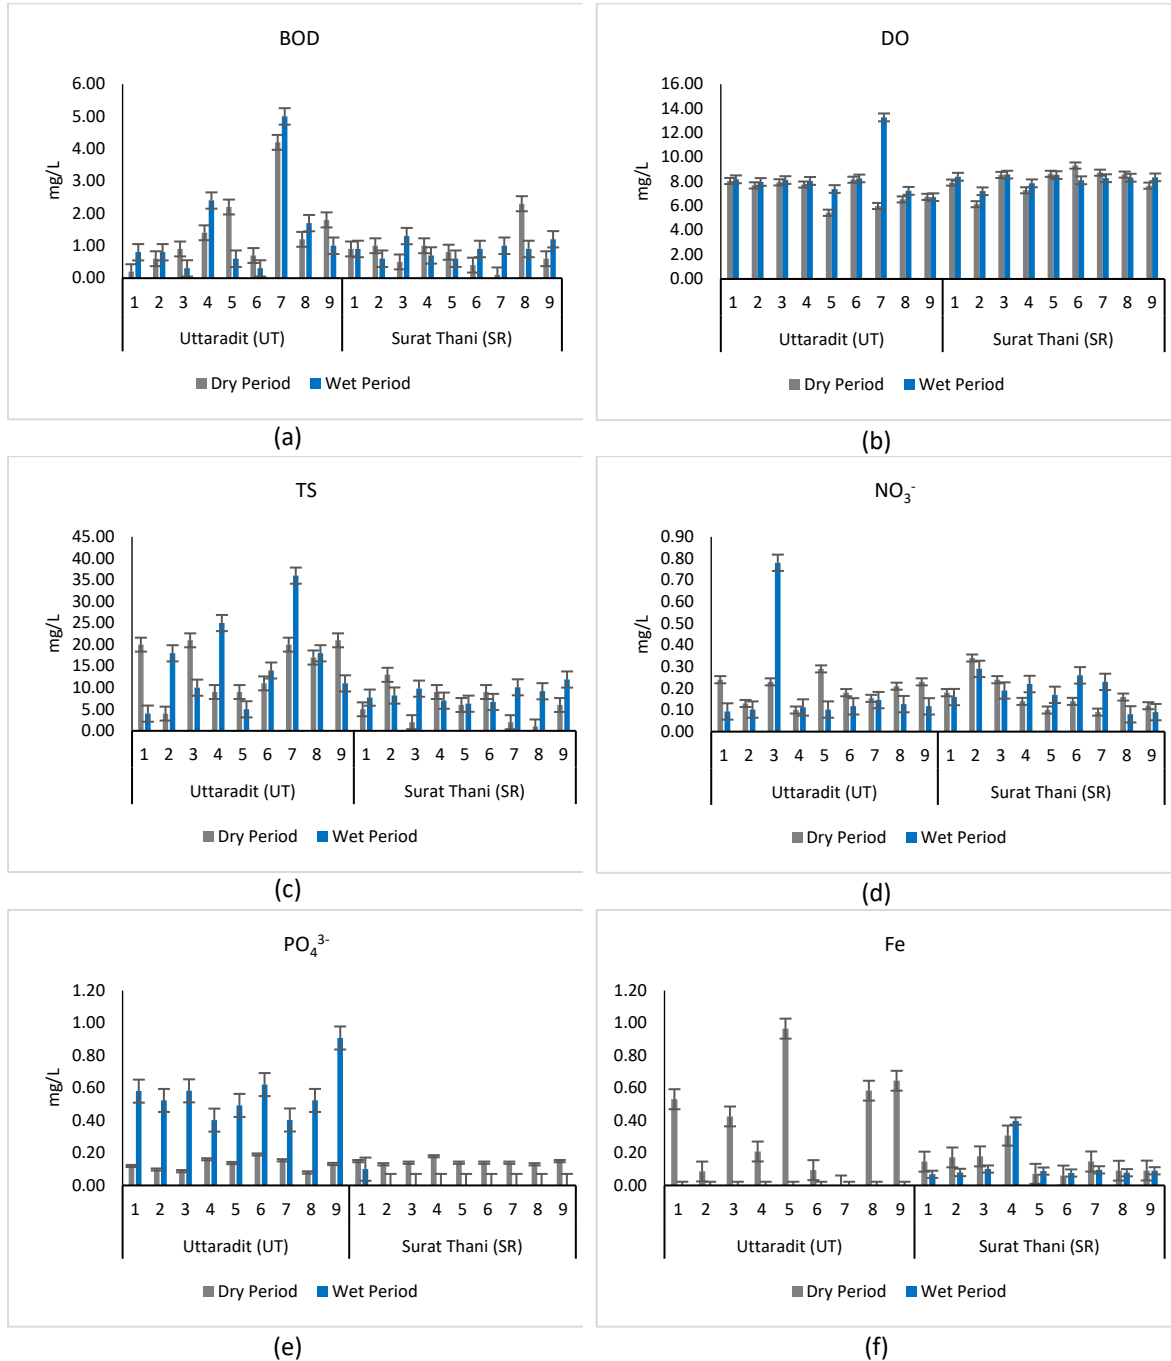 BOD
mg/L
6.00
5.00
4.00
3.00
2.00
1.00
0.00
1 2 3 4 5 6 7 8 9 1 2 3 4 5 6 7 8 9
Uttaradit (UT) Surat Thani (SR)
Dry Period Wet Period
(a)
DO
mg/L
16.00
14.00
12.00
10.00
8.00
6.00
4.00
2.00
0.00
1 2 3 4 5 6 7 8 9 1 2 3 4 5 6 7 8 9
Uttaradit (UT) Surat Thani (SR)
Dry Period Wet Period
(b)
TS
mg/L
45.00
40.00
35.00
30.00
25.00
20.00
15.00
10.00
5.00
0.00
1 2 3 4 5 6 7 8 9 1 2 3 4 5 6 7 8 9
Uttaradit (UT) Surat Thani (SR)
Dry Period Wet Period
(c)
NO₃⁻
mg/L
0.90
0.80
0.70
0.60
0.50
0.40
0.30
0.20
0.10
0.00
1 2 3 4 5 6 7 8 9 1 2 3 4 5 6 7 8 9
Uttaradit (UT) Surat Thani (SR)
Dry Period Wet Period
(d)
PO₄³⁻
mg/L
1.20
1.00
0.80
0.60
0.40
0.20
0.00
1 2 3 4 5 6 7 8 9 1 2 3 4 5 6 7 8 9
Uttaradit (UT) Surat Thani (SR)
Dry Period Wet Period
(e)
Fe
mg/L
1.20
1.00
0.80
0.60
0.40
0.20
0.00
1 2 3 4 5 6 7 8 9 1 2 3 4 5 6 7 8 9
Uttaradit (UT) Surat Thani (SR)
Dry Period Wet Period
(f)